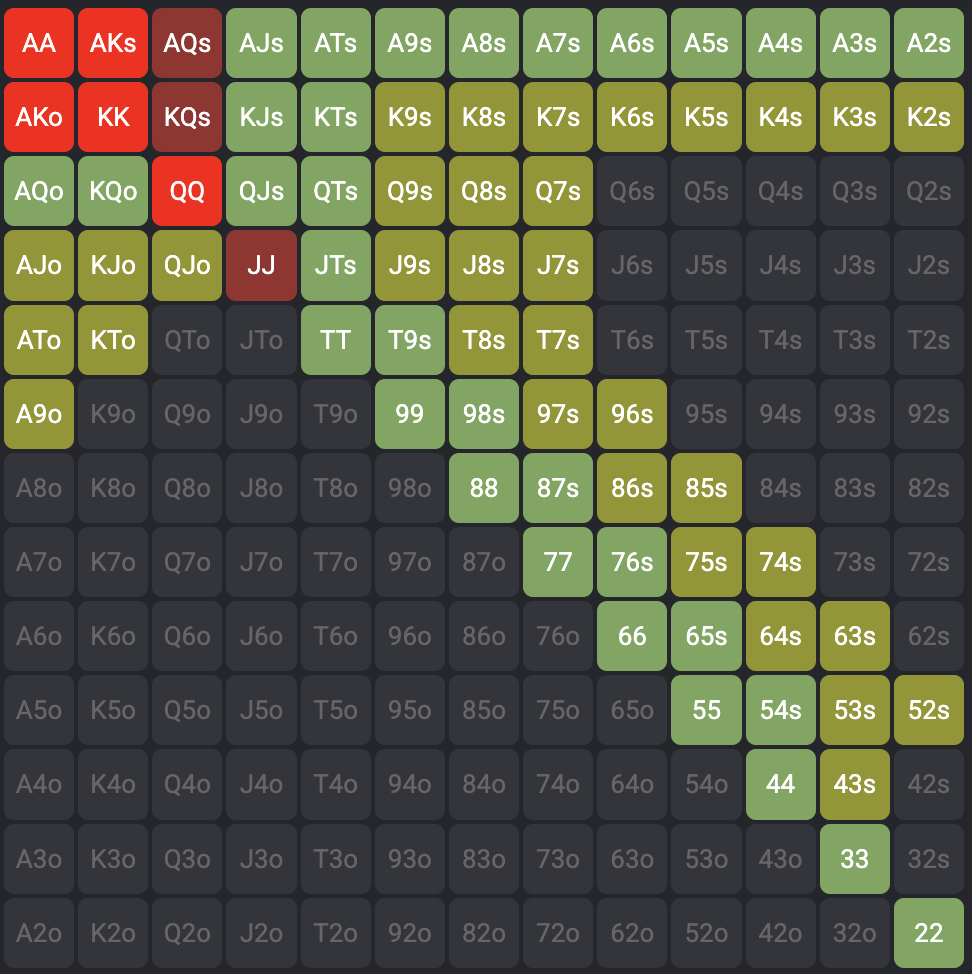 AA AKs AQs AJs ATs A9s A8s A7s A6s A5s A4s A3s A2s
AKo KK KQs KJs KTs K9s K8s K7s K6s K5s K4s K3s K2s
AQo KQo QQ QJs QTs Q9s Q8s Q7s Q6s Q5s Q4s Q3s Q2s
AJo KJo QJo JJ JTs J9s J8s J7s J6s J5s J4s J3s J2s
ATo KTo QTo JTo TT T9s T8s T7s T6s T5s T4s T3s T2s
A9o K9o Q9o J9o T9o 99 98s 97s 96s 95s 94s 93s 92s
A8o K8o Q8o J8o T8o 98o 88 87s 86s 85s 84s 83s 82s
A7o K7o Q7o J7o T7o 97o 87o 77 76s 75s 74s 73s 72s
A6o K6o Q6o J6o T6o 96o 86o 76o 66 65s 64s 63s 62s
A5o K5o Q5o J5o T5o 95o 85o 75o 65o 55 54s 53s 52s
A4o K4o Q4o J4o T4o 94o 84o 74o 64o 54o 44 43s 42s
A3o K3o Q3o J3o T3o 93o 83o 73o 63o 53o 43o 33 32s
A2o K2o Q2o J2o T2o 92o 82o 72o 62o 52o 42o 32o 22